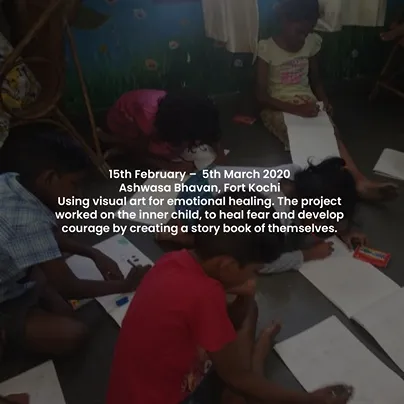 15th February – 5th March 2020
Ashwasa Bhavan, Fort Kochi
Using visual art for emotional healing. The project
worked on the inner child, to heal fear and develop
courage by creating a story book of themselves.